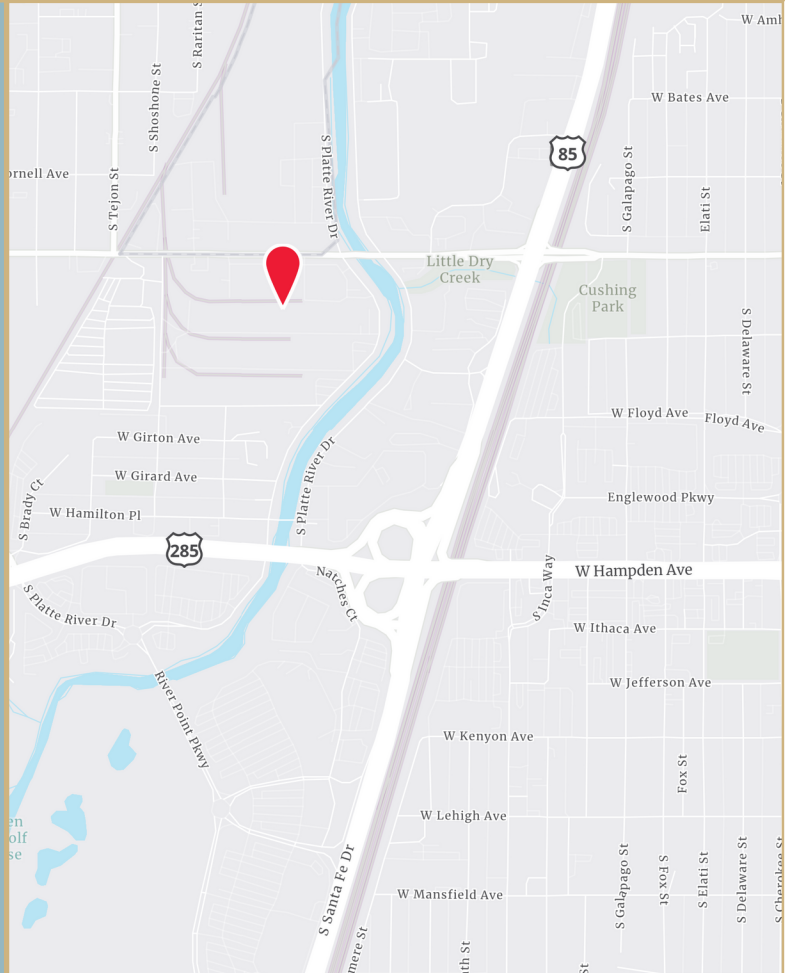 S Raritan S
W Aml
S Shoshone St
W Bates Ave
85
S Platte River Dr
S Galapago St
ornell Ave
S Tejon St
Elati St
Little Dry
Creek
Cushing
Park
S Delaware St
W Floyd Ave
Floyd Ave
W Girton Ave
W Girard Ave
S Platte River Dr
Englewood Pkwy
S Brady Ct
W Hamilton Pl
285
W Hampden Ave
Natches Ct
S Inca Way
S Platte River Dr
W Ithaca Ave
W Jefferson Ave
River Point Pkwy
W Kenyon Ave
Fox St
W Lehigh Ave
en
olf
se
S Santa Fe Dr
S Galapago St
S Fox St
S Elati St
S Delaware St
S Cherokee St
W Mansfield Ave
mere St
th St
St